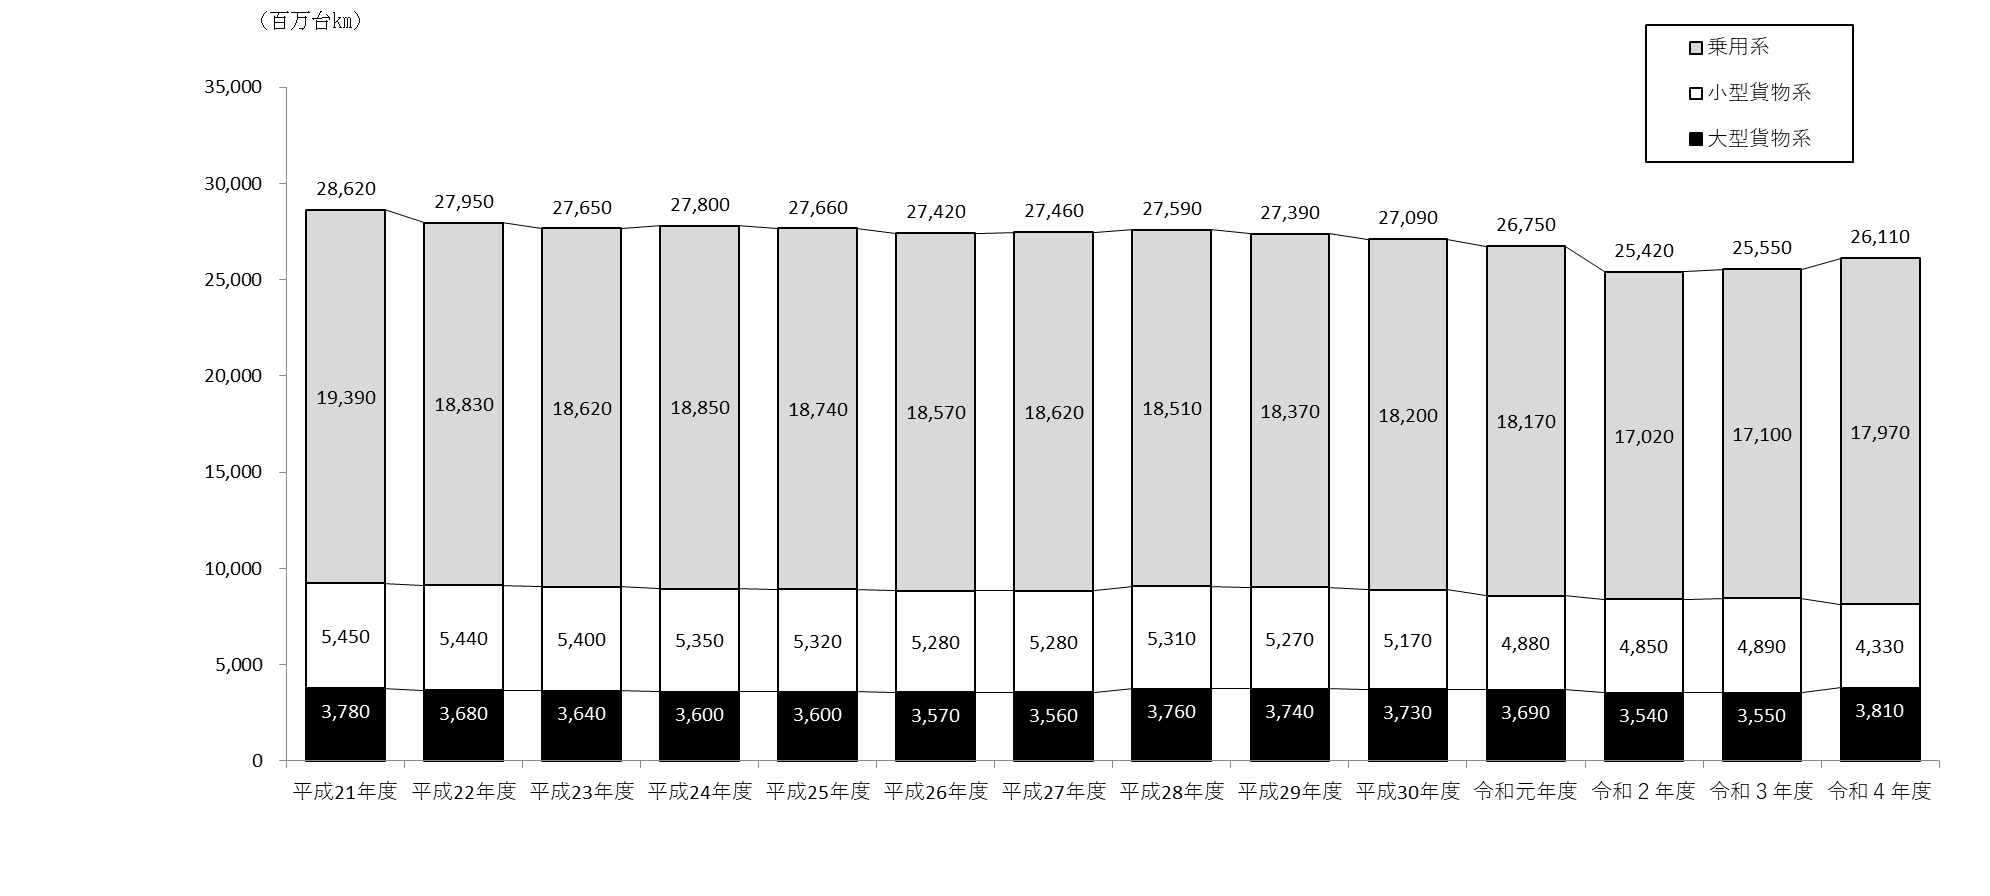 （百万台㎞）
乗用系
小型貨物系
大型貨物系
35,000
30,000
25,000
20,000
15,000
10,000
5,000
0
28,620 27,950 27,650 27,800 27,660 27,420 27,460 27,590 27,390 27,090 26,750 25,420 25,550 26,110
19,390 18,830 18,620 18,850 18,740 18,570 18,620 18,510 18,370 18,200 18,170 17,020 17,100 17,970
5,450 5,440 5,400 5,350 5,320 5,280 5,280 5,310 5,270 5,170 4,880 4,850 4,890 4,330
3,780 3,680 3,640 3,600 3,600 3,570 3,560 3,760 3,740 3,730 3,690 3,540 3,550 3,810
平成21年度 平成22年度 平成23年度 平成24年度 平成25年度 平成26年度 平成27年度 平成28年度 平成29年度 平成30年度 令和元年度 令和２年度 令和３年度 令和４年度